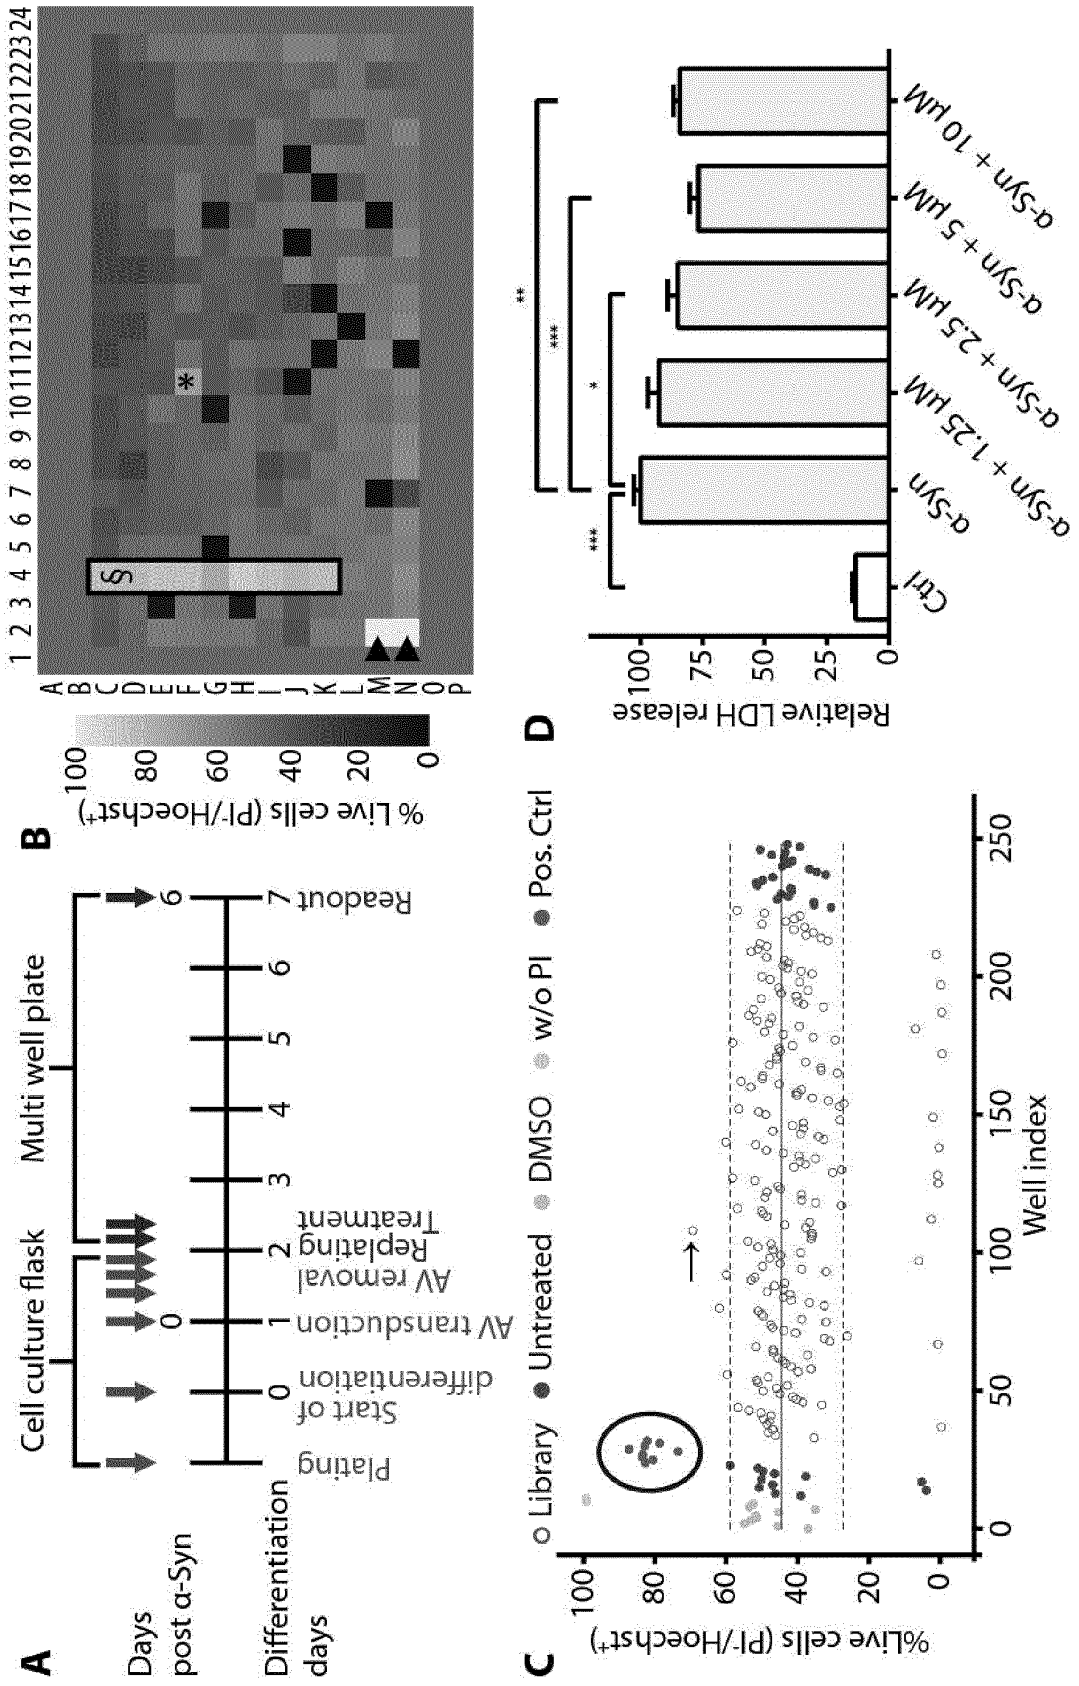 A
Cell culture flask
Multi well plate
Days
post α-Syn
0
6
Differentiation
days
0
1
2
3
4
5
6
7
Plating
Start of
differentiation
AV transduction
AV removal
Replating
Treatment
Readout
B
1 2 3 4 5 6 7 8 9 10 11 12 13 14 15 16 17 18 19 20 21 22 23 24
A
B
C
D
E
F
G
H
I
J
K
L
M
N
O
P
§
*
100
80
60
40
20
0
% Live cells (PI⁻/Hoechst⁺)
C
Library
Untreated
DMSO
w/o PI
Pos. Ctrl
100
80
60
40
20
0
%Live cells (PI⁻/Hoechst⁺)
0
50
100
150
200
250
Well index
D
Relative LDH release
100
75
50
25
0
***
*
***
**
Ctrl
α-Syn
α-Syn + 1.25 µM
α-Syn + 2.5 µM
α-Syn + 5 µM
α-Syn + 10 µM